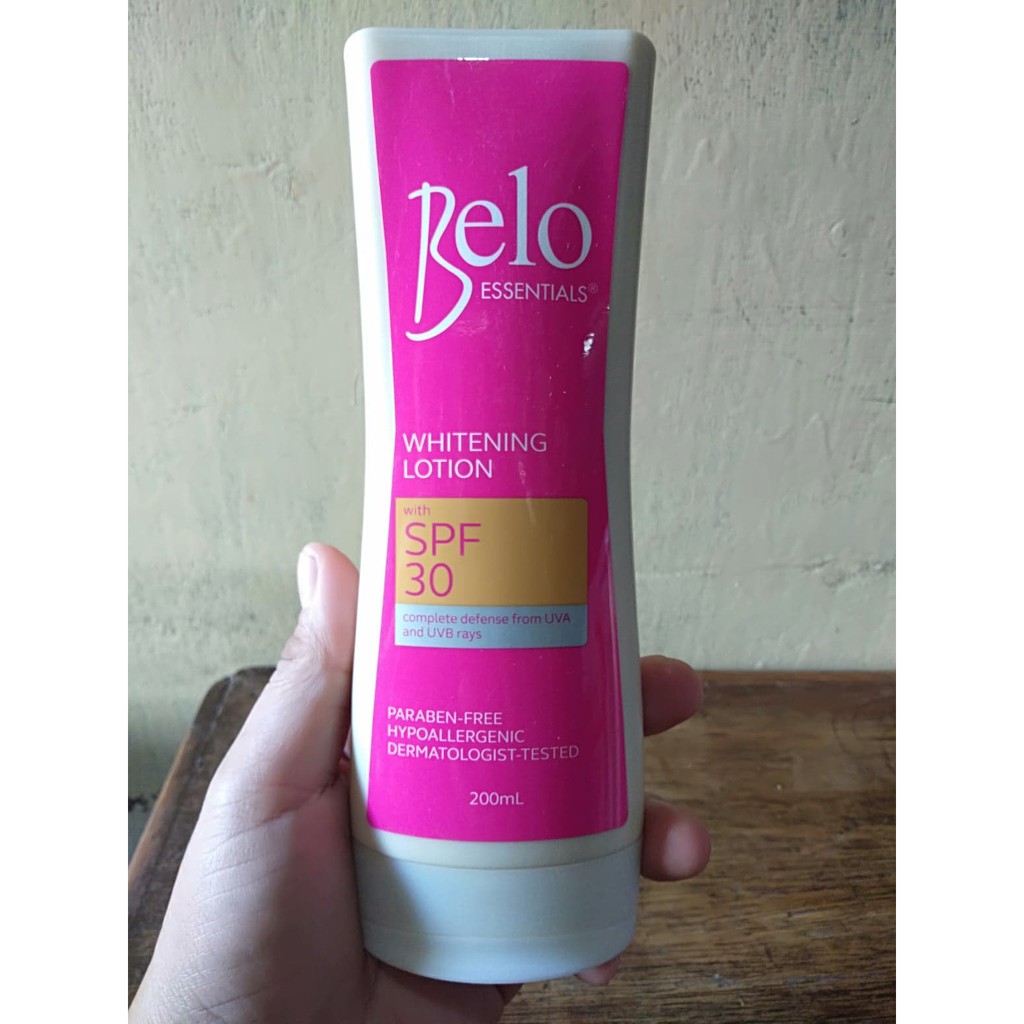 Belo
ESSENTIALS®
WHITENING
LOTION
with
SPF
30
complete defense from UVA
and UVB rays
PARABEN-FREE
HYPOALLERGENIC
DERMATOLOGIST-TESTED
200mL